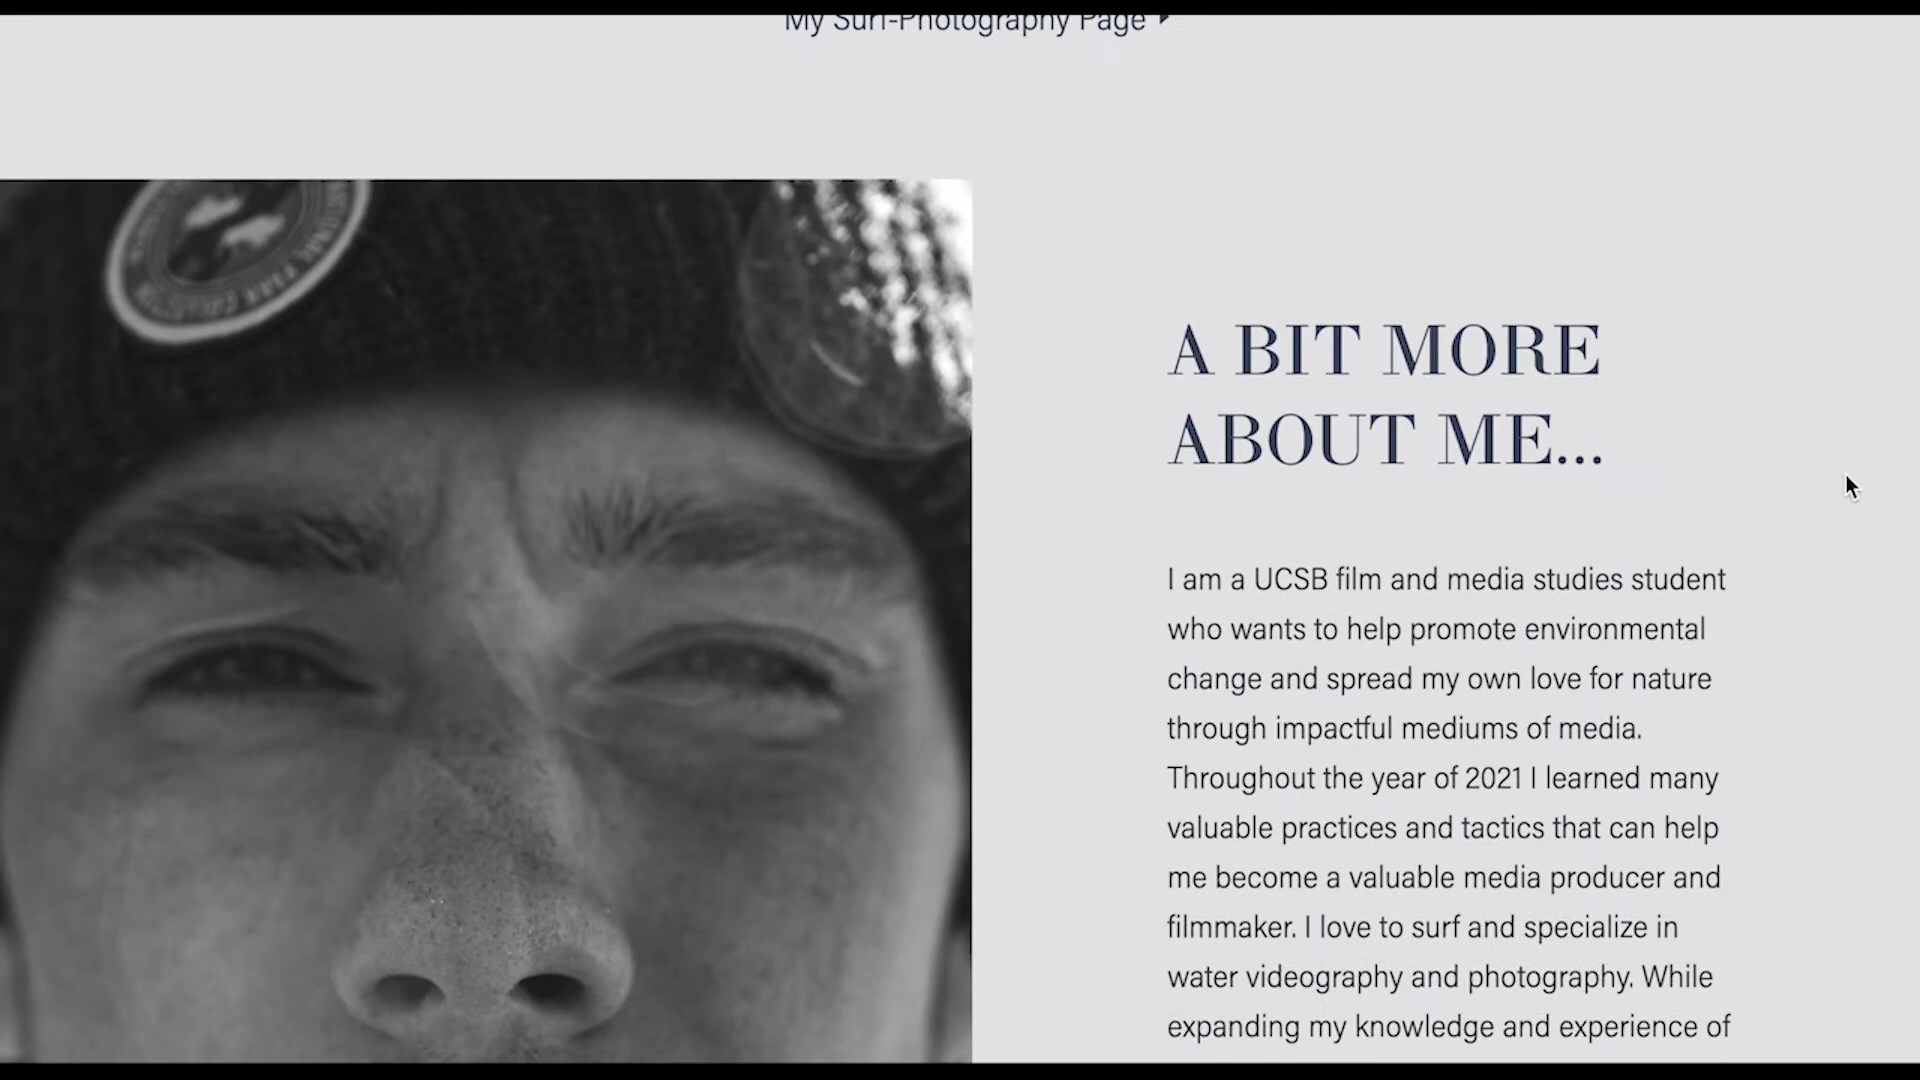 My Surf-Photography Page
A BIT MORE
ABOUT ME...
I am a UCSB film and media studies student
who wants to help promote environmental
change and spread my own love for nature
through impactful mediums of media.
Throughout the year of 2021 I learned many
valuable practices and tactics that can help
me become a valuable media producer and
filmmaker. I love to surf and specialize in
water videography and photography. While
expanding my knowledge and experience of